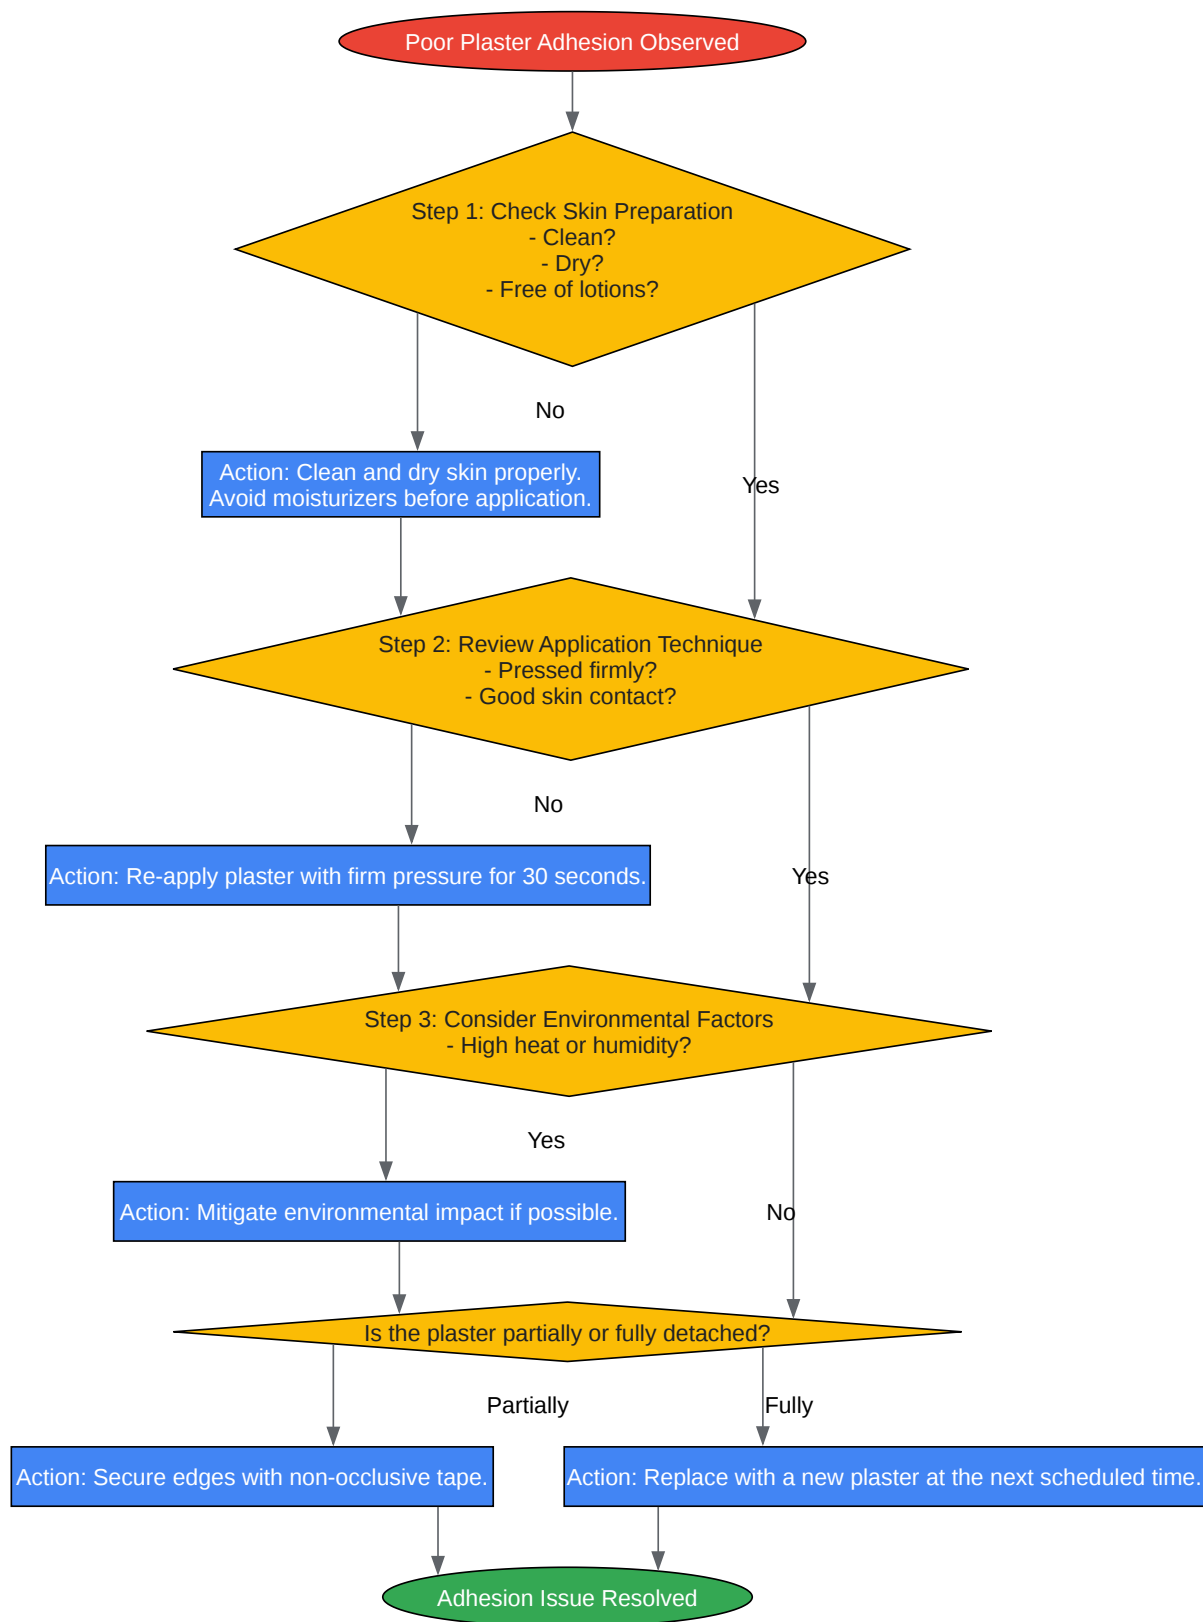 Poor Plaster Adhesion Observed
Step 1: Check Skin Preparation
- Clean?
- Dry?
- Free of lotions?
No
Yes
Action: Clean and dry skin properly.
Avoid moisturizers before application.
Step 2: Review Application Technique
- Pressed firmly?
- Good skin contact?
No
Yes
Action: Re-apply plaster with firm pressure for 30 seconds.
Step 3: Consider Environmental Factors
- High heat or humidity?
Yes
No
Action: Mitigate environmental impact if possible.
Is the plaster partially or fully detached?
Partially
Fully
Action: Secure edges with non-occlusive tape.
Action: Replace with a new plaster at the next scheduled time.
Adhesion Issue Resolved